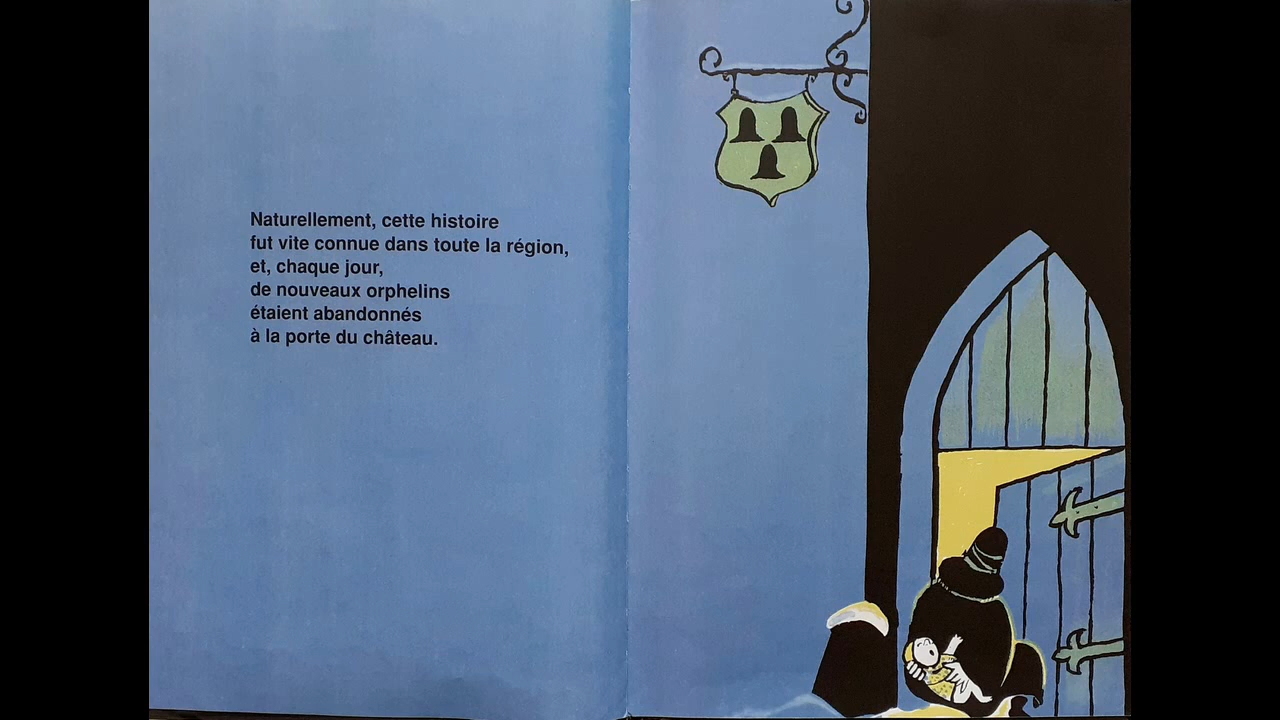 Naturellement, cette histoire
fut vite connue dans toute la région,
et, chaque jour,
de nouveaux orphelins
étaient abandonnés
à la porte du château.